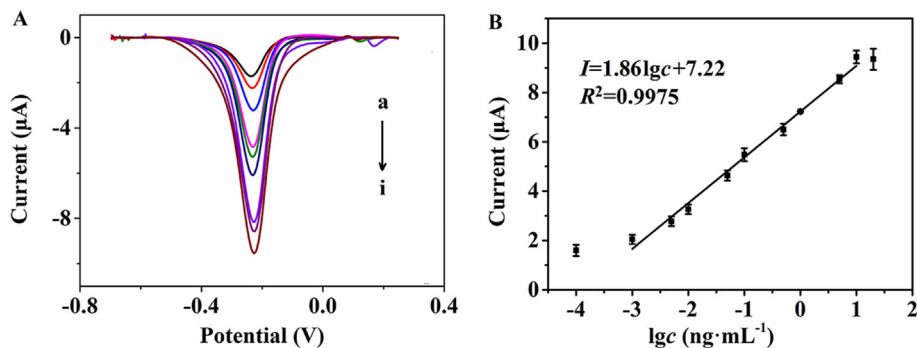 A
0
-4
-8
Current (µA)
a
i
-0.8
-0.4
0.0
0.4
Potential (V)
B
10
8
6
4
2
0
Current (µA)
I=1.86lgc+7.22
R²=0.9975
-4
-3
-2
-1
0
1
2
lgc (ng·mL⁻¹)